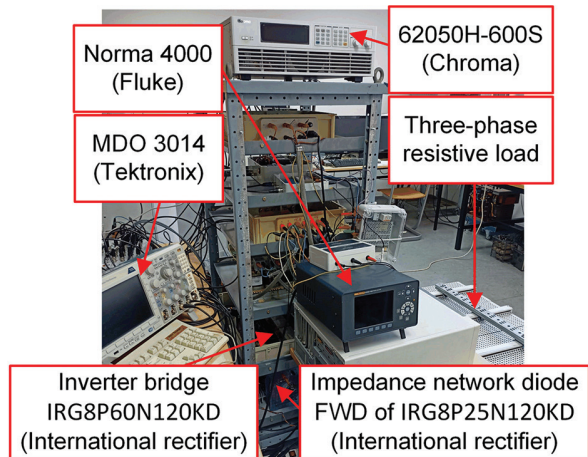 Norma 4000
(Fluke)
62050H-600S
(Chroma)
MDO 3014
(Tektronix)
Three-phase
resistive load
Inverter bridge
IRG8P60N120KD
(International rectifier)
Impedance network diode
FWD of IRG8P25N120KD
(International rectifier)